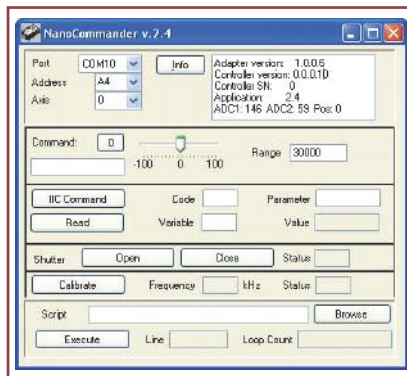 NanoCommander v.2.4
Port COM10 Info
Address A4
Axis 0
Adapter version: 1.0.0.6
Controller version: 0.0.0.10
Controller SN: 0
Application: 2.4
ADC1: 146 ADC2: 59 Pos: 0
Command: 0
-100 0 100
Range 30000
IIC Command Code Parameter
Read Variable Value
Shutter Open Close Status
Calibrate Frequency kHz Status
Script Browse
Execute Line Loop Count